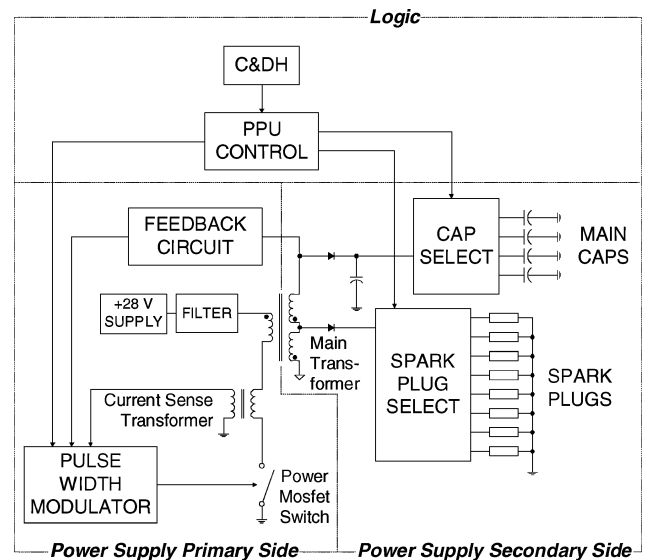 Logic
C&DH
PPU
CONTROL
FEEDBACK
CIRCUIT
CAP
SELECT
MAIN
CAPS
+28 V
SUPPLY
FILTER
Main
Trans-
former
SPARK
PLUG
SELECT
SPARK
PLUGS
Current Sense
Transformer
PULSE
WIDTH
MODULATOR
Power
Mosfet
Switch
Power Supply Primary Side
Power Supply Secondary Side